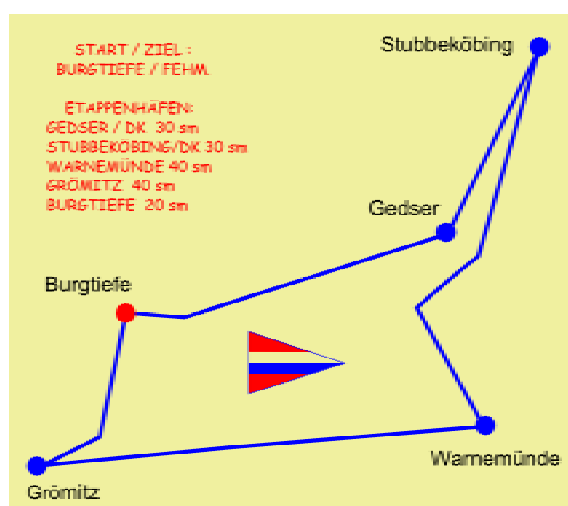 START / ZIEL :
BURGTIEFE / FEHM.
ETAPPENHÄFEN:
GEDSER / DK 30 sm
STUBBEKÖBING/DK 30 sm
WARNEMÜNDE 40 sm
GRÖMITZ 40 sm
BURGTIEFE 20 sm
Stubbeköbing
Gedser
Burgtiefe
Warnemünde
Grömitz